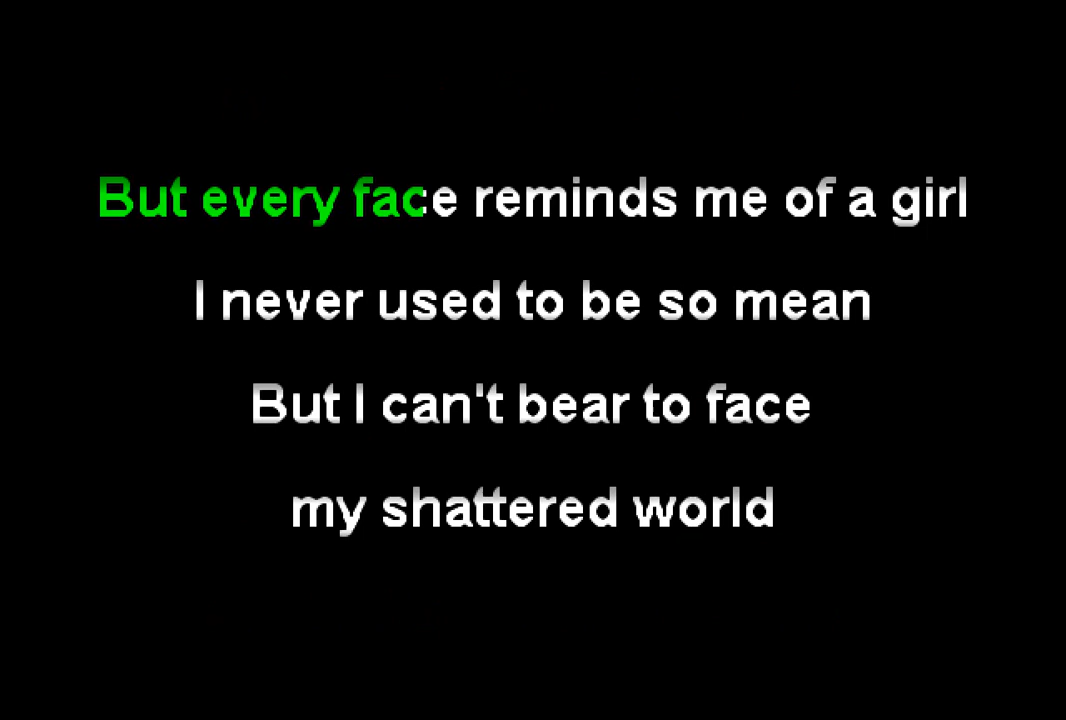 But every face reminds me of a girl
I never used to be so mean
But I can't bear to face
my shattered world